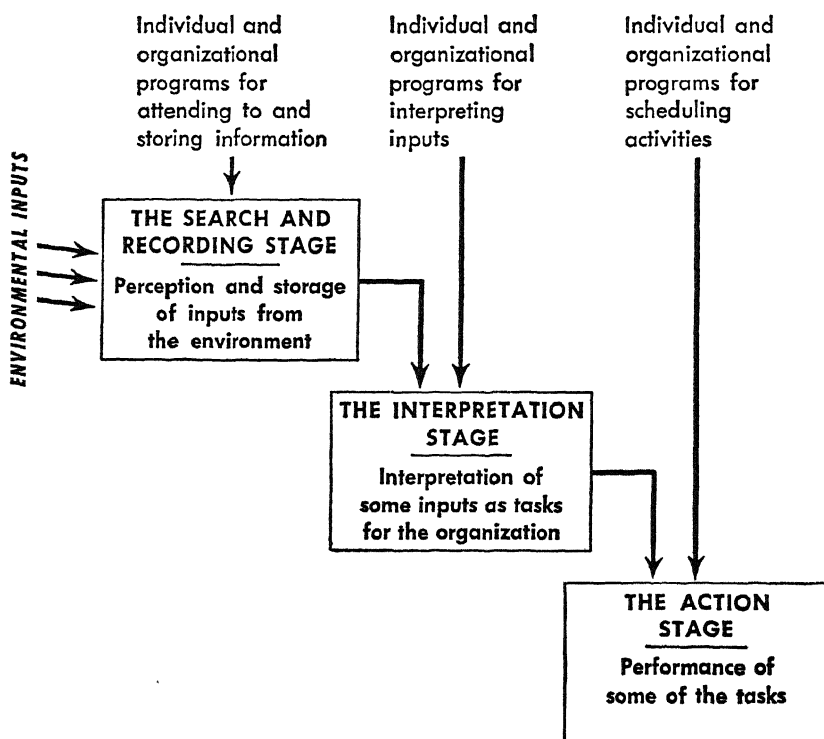 Individual and
organizational
programs for
attending to and
storing information
Individual and
organizational
programs for
interpreting
inputs
Individual and
organizational
programs for
scheduling
activities
ENVIRONMENTAL INPUTS
THE SEARCH AND
RECORDING STAGE
Perception and storage
of inputs from
the environment
THE INTERPRETATION
STAGE
Interpretation of
some inputs as tasks
for the organization
THE ACTION
STAGE
Performance of
some of the tasks